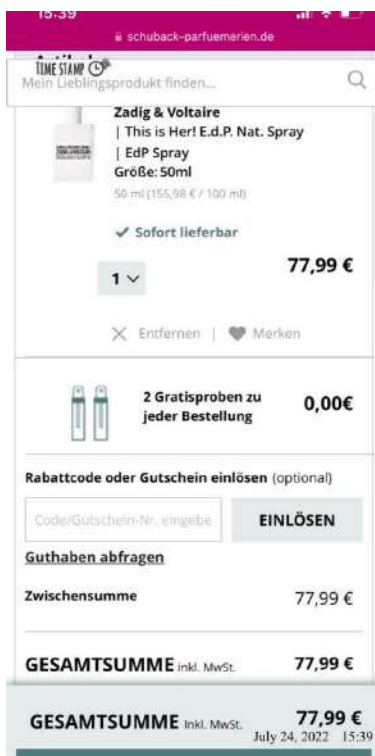 15:39
schuback-parfuemerien.de
TIME STAMP
Mein Lieblingsprodukt finden...
Zadig & Voltaire
| This is Her! E.d.P. Nat. Spray
| EdP Spray
Größe: 50ml
50 ml (155,98 € / 100 ml)
Sofort lieferbar
1
77,99 €
Entfernen | Merken
2 Gratisproben zu
jeder Bestellung
0,00€
Rabattcode oder Gutschein einlösen (optional)
Code/Gutschein-Nr. eingebe
EINLÖSEN
Guthaben abfragen
Zwischensumme
77,99 €
GESAMTSUMME inkl. MwSt.
77,99 €
GESAMTSUMME Inkl. MwSt.
77,99 €
July 24, 2022 15:39